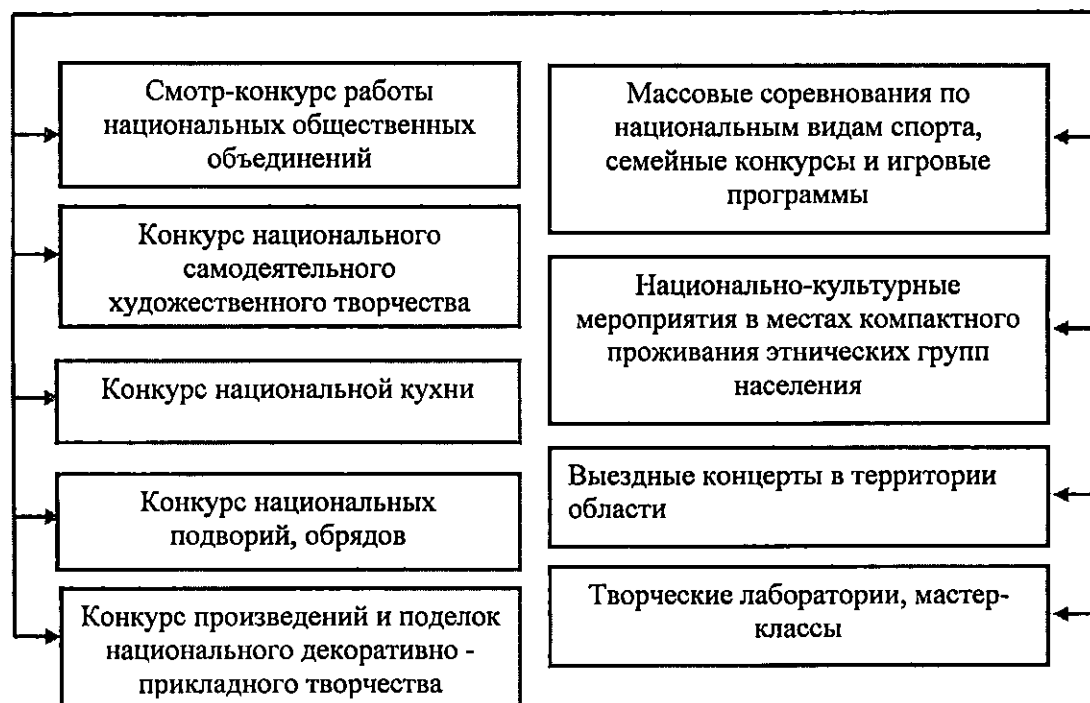 Смотр-конкурс работы
национальных общественных
объединений
Конкурс национального
самодеятельного
художественного творчества
Конкурс национальной кухни
Конкурс национальных
подворий, обрядов
Конкурс произведений и поделок
национального декоративно -
прикладного творчества
Массовые соревнования по
национальным видам спорта,
семейные конкурсы и игровые
программы
Национально-культурные
мероприятия в местах компактного
проживания этнических групп
населения
Выездные концерты в территории
области
Творческие лаборатории, мастер-
классы